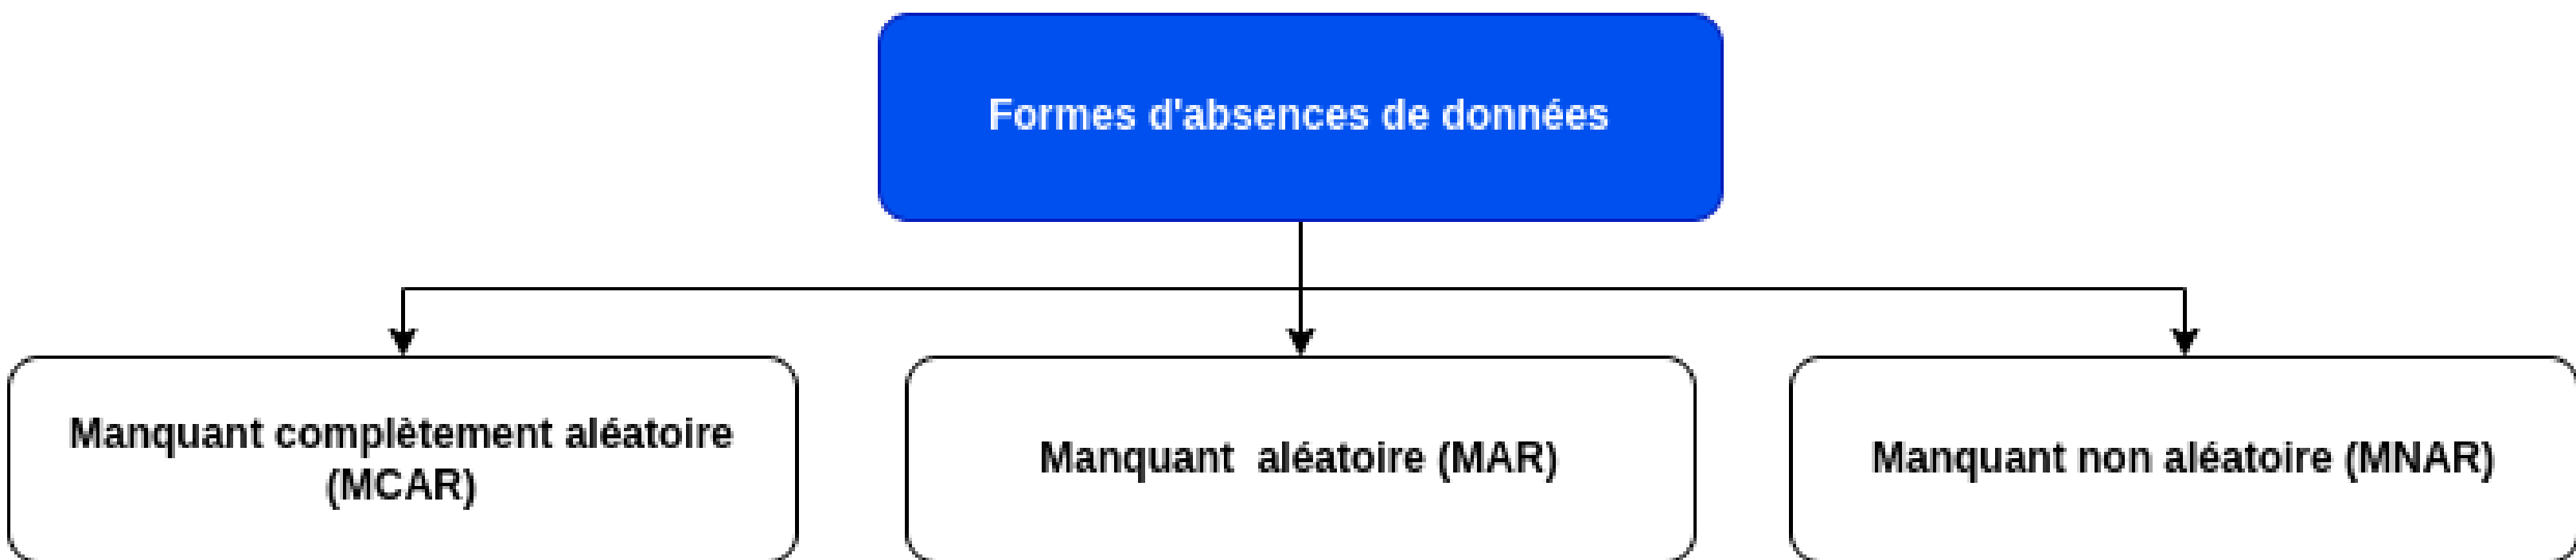 Formes d'absences de données
Manquant complètement aléatoire
(MCAR)
Manquant  aléatoire (MAR)
Manquant non aléatoire (MNAR)